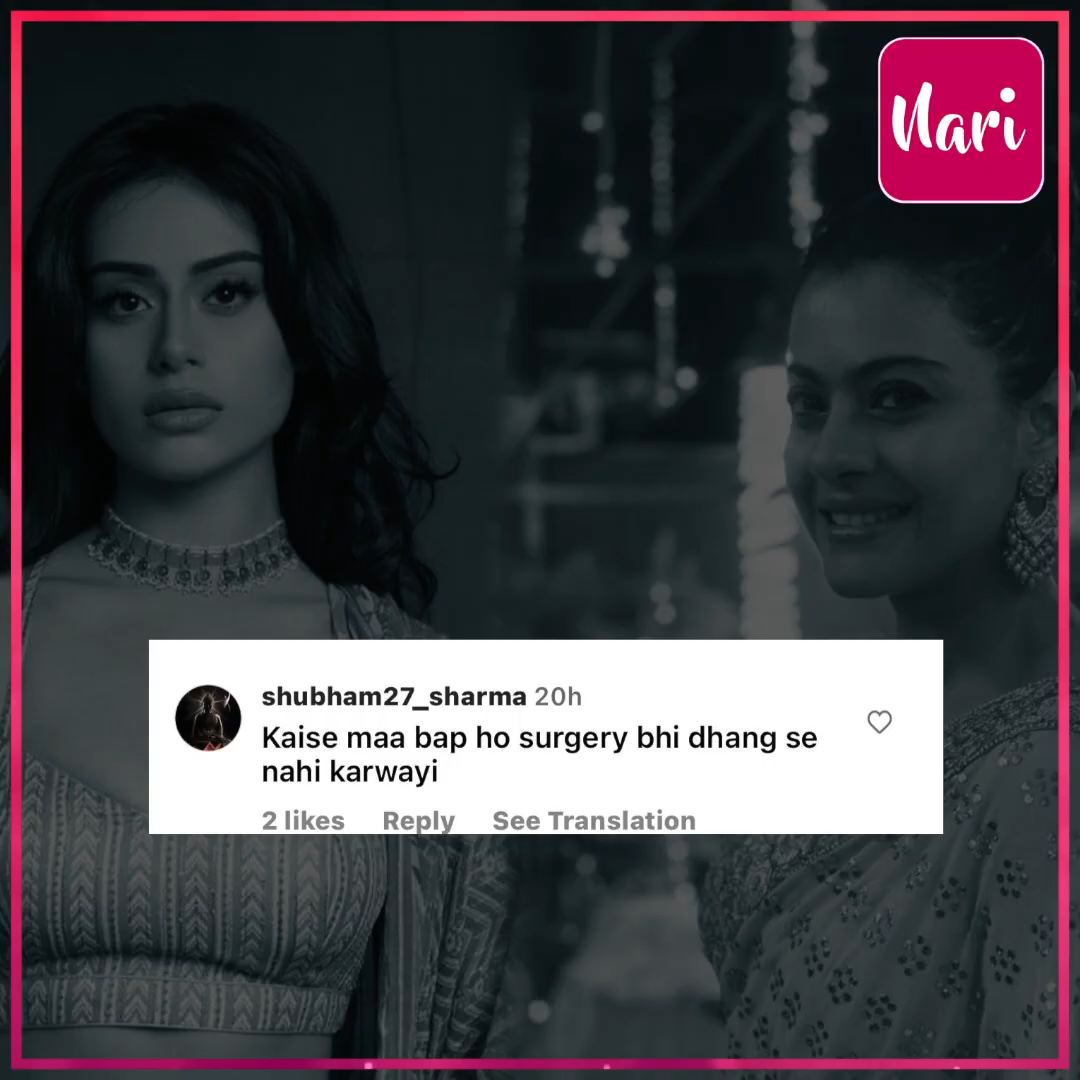 Nari
shubham27_sharma 20h
Kaise maa bap ho surgery bhi dhang se
nahi karwayi
2 likes Reply See Translation